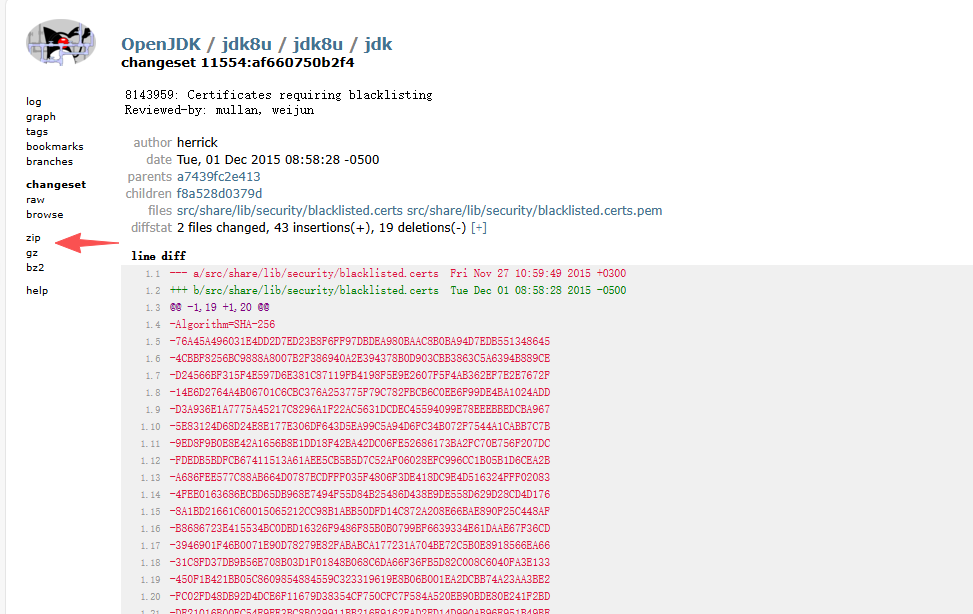 OpenJDK / jdk8u / jdk8u / jdk
changeset 11554:af660750b2f4
log
graph
tags
bookmarks
branches
changeset
raw
browse
zip
gz
bz2
help
8143959: Certificates requiring blacklisting
Reviewed-by: mullan, weijun
author herrick
date Tue, 01 Dec 2015 08:58:28 -0500
parents a7439fc2e413
children f8a528d0379d
files src/share/lib/security/blacklisted.certs src/share/lib/security/blacklisted.certs.pem
diffstat 2 files changed, 43 insertions(+), 19 deletions(-) [+]
line diff
1.1 --- a/src/share/lib/security/blacklisted.certs Fri Nov 27 10:59:49 2015 +0300
1.2 +++ b/src/share/lib/security/blacklisted.certs Tue Dec 01 08:58:28 2015 -0500
1.3 @@ -1,19 +1,20 @@
1.4 -Algorithm=SHA-256
1.5 -76A45A496031E4DD2D7ED23E8F6FF97DBDEA980BAAC8B0BA94D7EDB551348645
1.6 -4CBBF8256BC9888A8007B2F386940A2E394378B0D903CBB3863C5A6394B889CE
1.7 -D24566BF315F4E597D6E381C87119FB4198F5E9E2607F5F4AB362EF7E2E7672F
1.8 -14E6D2764A4B06701C6CBC376A253775F79C782FBCB6C0EE6F99DE4BA1024ADD
1.9 -D3A936E1A7775A45217C8296A1F22AC5631DCDEC45594099E78EEEBBEDCBA967
1.10 -5E83124D68D24E8E177E306DF643D5EA99C5A94D6FC34B072F7544A1CABB7C7B
1.11 -9ED8F9B0E8E42A1656B8E1DD18F42BA42DC06FE52686173BA2FC70E756F207DC
1.12 -FDEDB5BDFCB67411513A61AEE5CB5B5D7C52AF06028EFC996CC1B05B1D6CEA2B
1.13 -A686FEE577C88AB664D0787ECDFFF035F4806F3DE418DC9E4D516324FFF02083
1.14 -4FEE0163686ECBD65DB968E7494F55D84B25486D438E9DE558D629D28CD4D176
1.15 -8A1BD21661C60015065212CC98B1ABB50DFD14C872A208E66BAE890F25C448AF
1.16 -B8686723E415534BC0DBD16326F9486F85B0B0799BF6639334E61DAAE67F36CD
1.17 -3946901F46B0071E90D78279E82FABABCA177231A704BE72C5B0E8918566EA66
1.18 -31C8FD37DB9B56E708B03D1F01848B068C6DA66F36FB5D82C008C6040FA3E133
1.19 -450F1B421BB05C8609854884559C323319619E8B06B001EA2DCBB74A23AA3BE2
1.20 -FC02FD48DB92D4DCE6F11679D38354CF750CFC7F584A520EB90BDE80E241F2BD